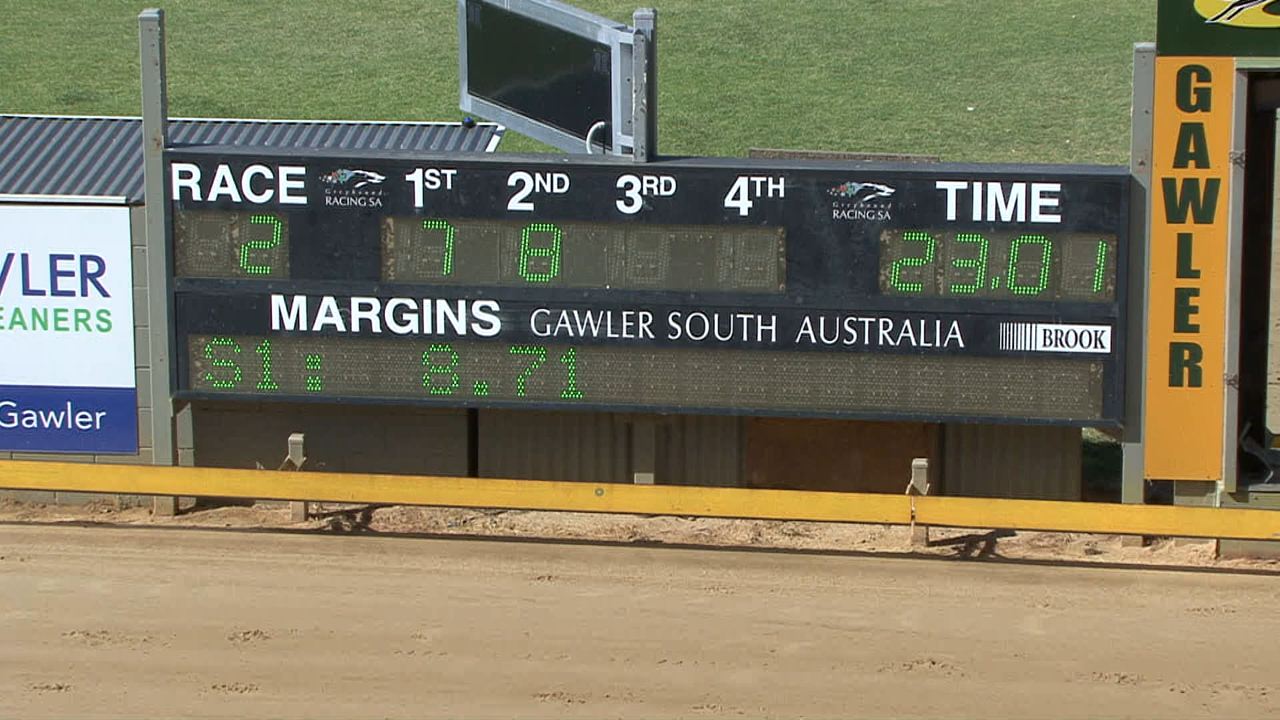 RACE 1ST 2ND 3RD 4TH TIME
Greyhound RACING SA
Greyhound RACING SA
2 7 8 23.01
MARGINS GAWLER SOUTH AUSTRALIA BROOK
S1: 8.71
GAWLER
WLER
EANERS
Gawler